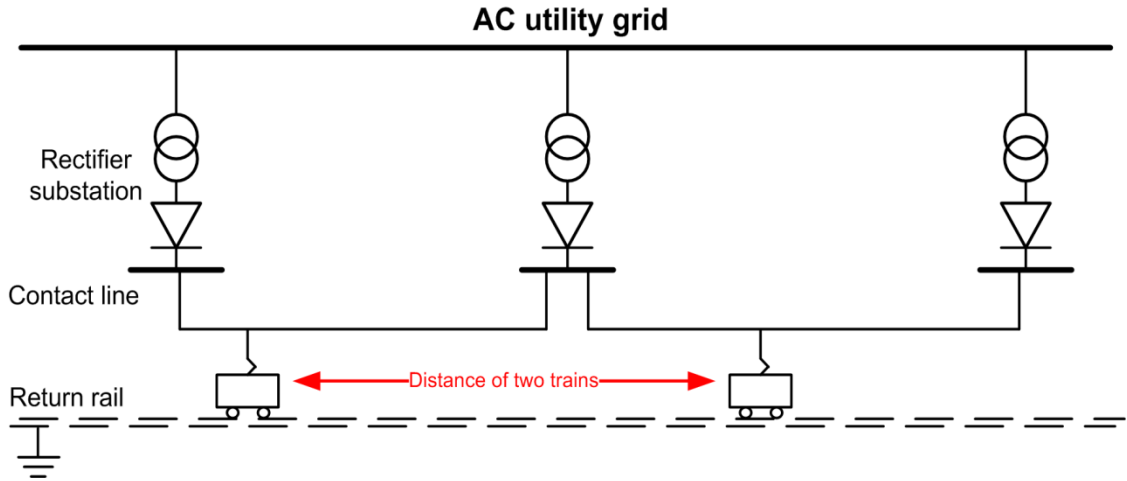 AC utility grid
Rectifier
substation
Contact line
Distance of two trains
Return rail